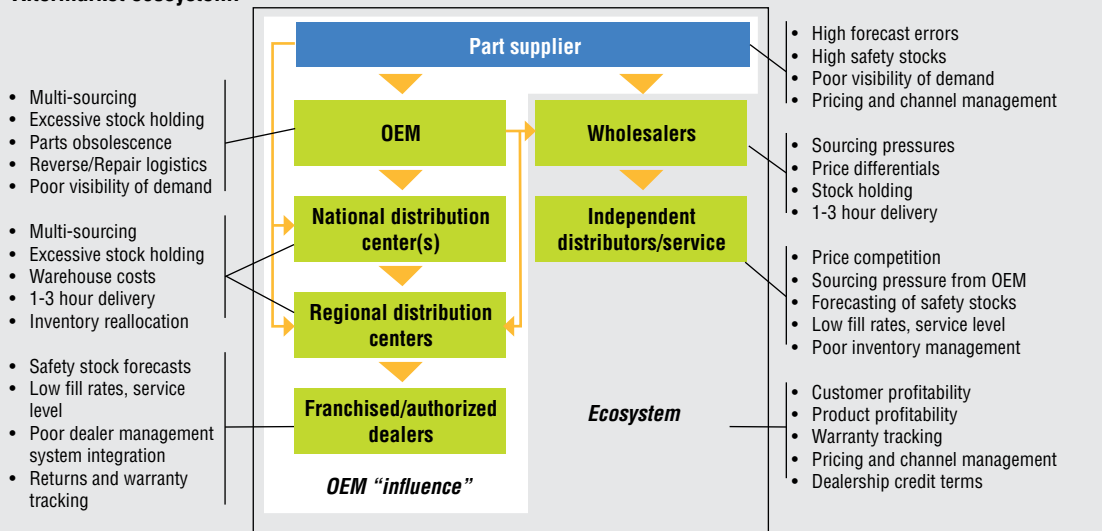 Part supplier
OEM
National distribution
center(s)
Regional distribution
centers
Franchised/authorized
dealers
OEM “influence”
Wholesalers
Independent
distributors/service
Ecosystem
• Multi-sourcing
• Excessive stock holding
• Parts obsolescence
• Reverse/Repair logistics
• Poor visibility of demand
• Multi-sourcing
• Excessive stock holding
• Warehouse costs
• 1-3 hour delivery
• Inventory reallocation
• Safety stock forecasts
• Low fill rates, service
level
• Poor dealer management
system integration
• Returns and warranty
tracking
• High forecast errors
• High safety stocks
• Poor visibility of demand
• Pricing and channel management
• Sourcing pressures
• Price differentials
• Stock holding
• 1-3 hour delivery
• Price competition
• Sourcing pressure from OEM
• Forecasting of safety stocks
• Low fill rates, service level
• Poor inventory management
• Customer profitability
• Product profitability
• Warranty tracking
• Pricing and channel management
• Dealership credit terms